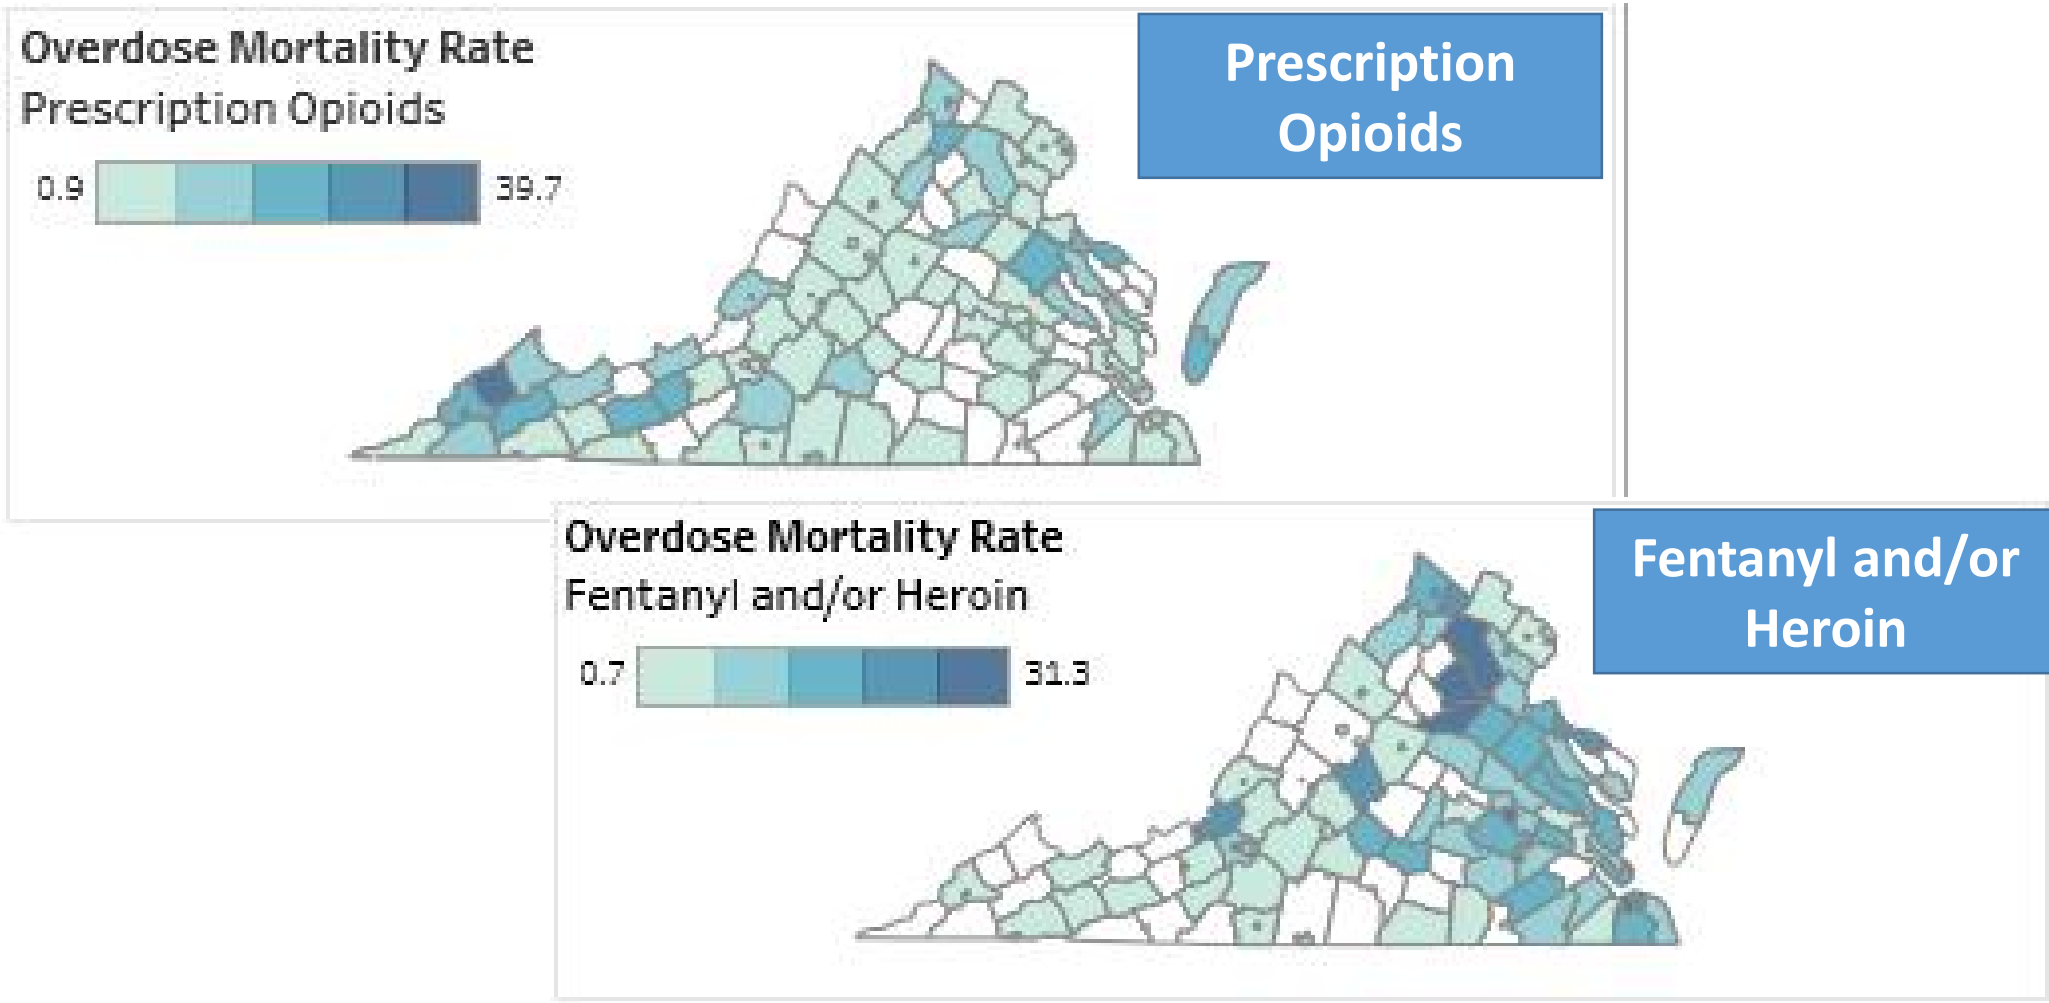 Overdose Mortality Rate
Prescription Opioids
0.9
39.7
Prescription
Opioids
Overdose Mortality Rate
Fentanyl and/or Heroin
0.7
31.3
Fentanyl and/or
Heroin